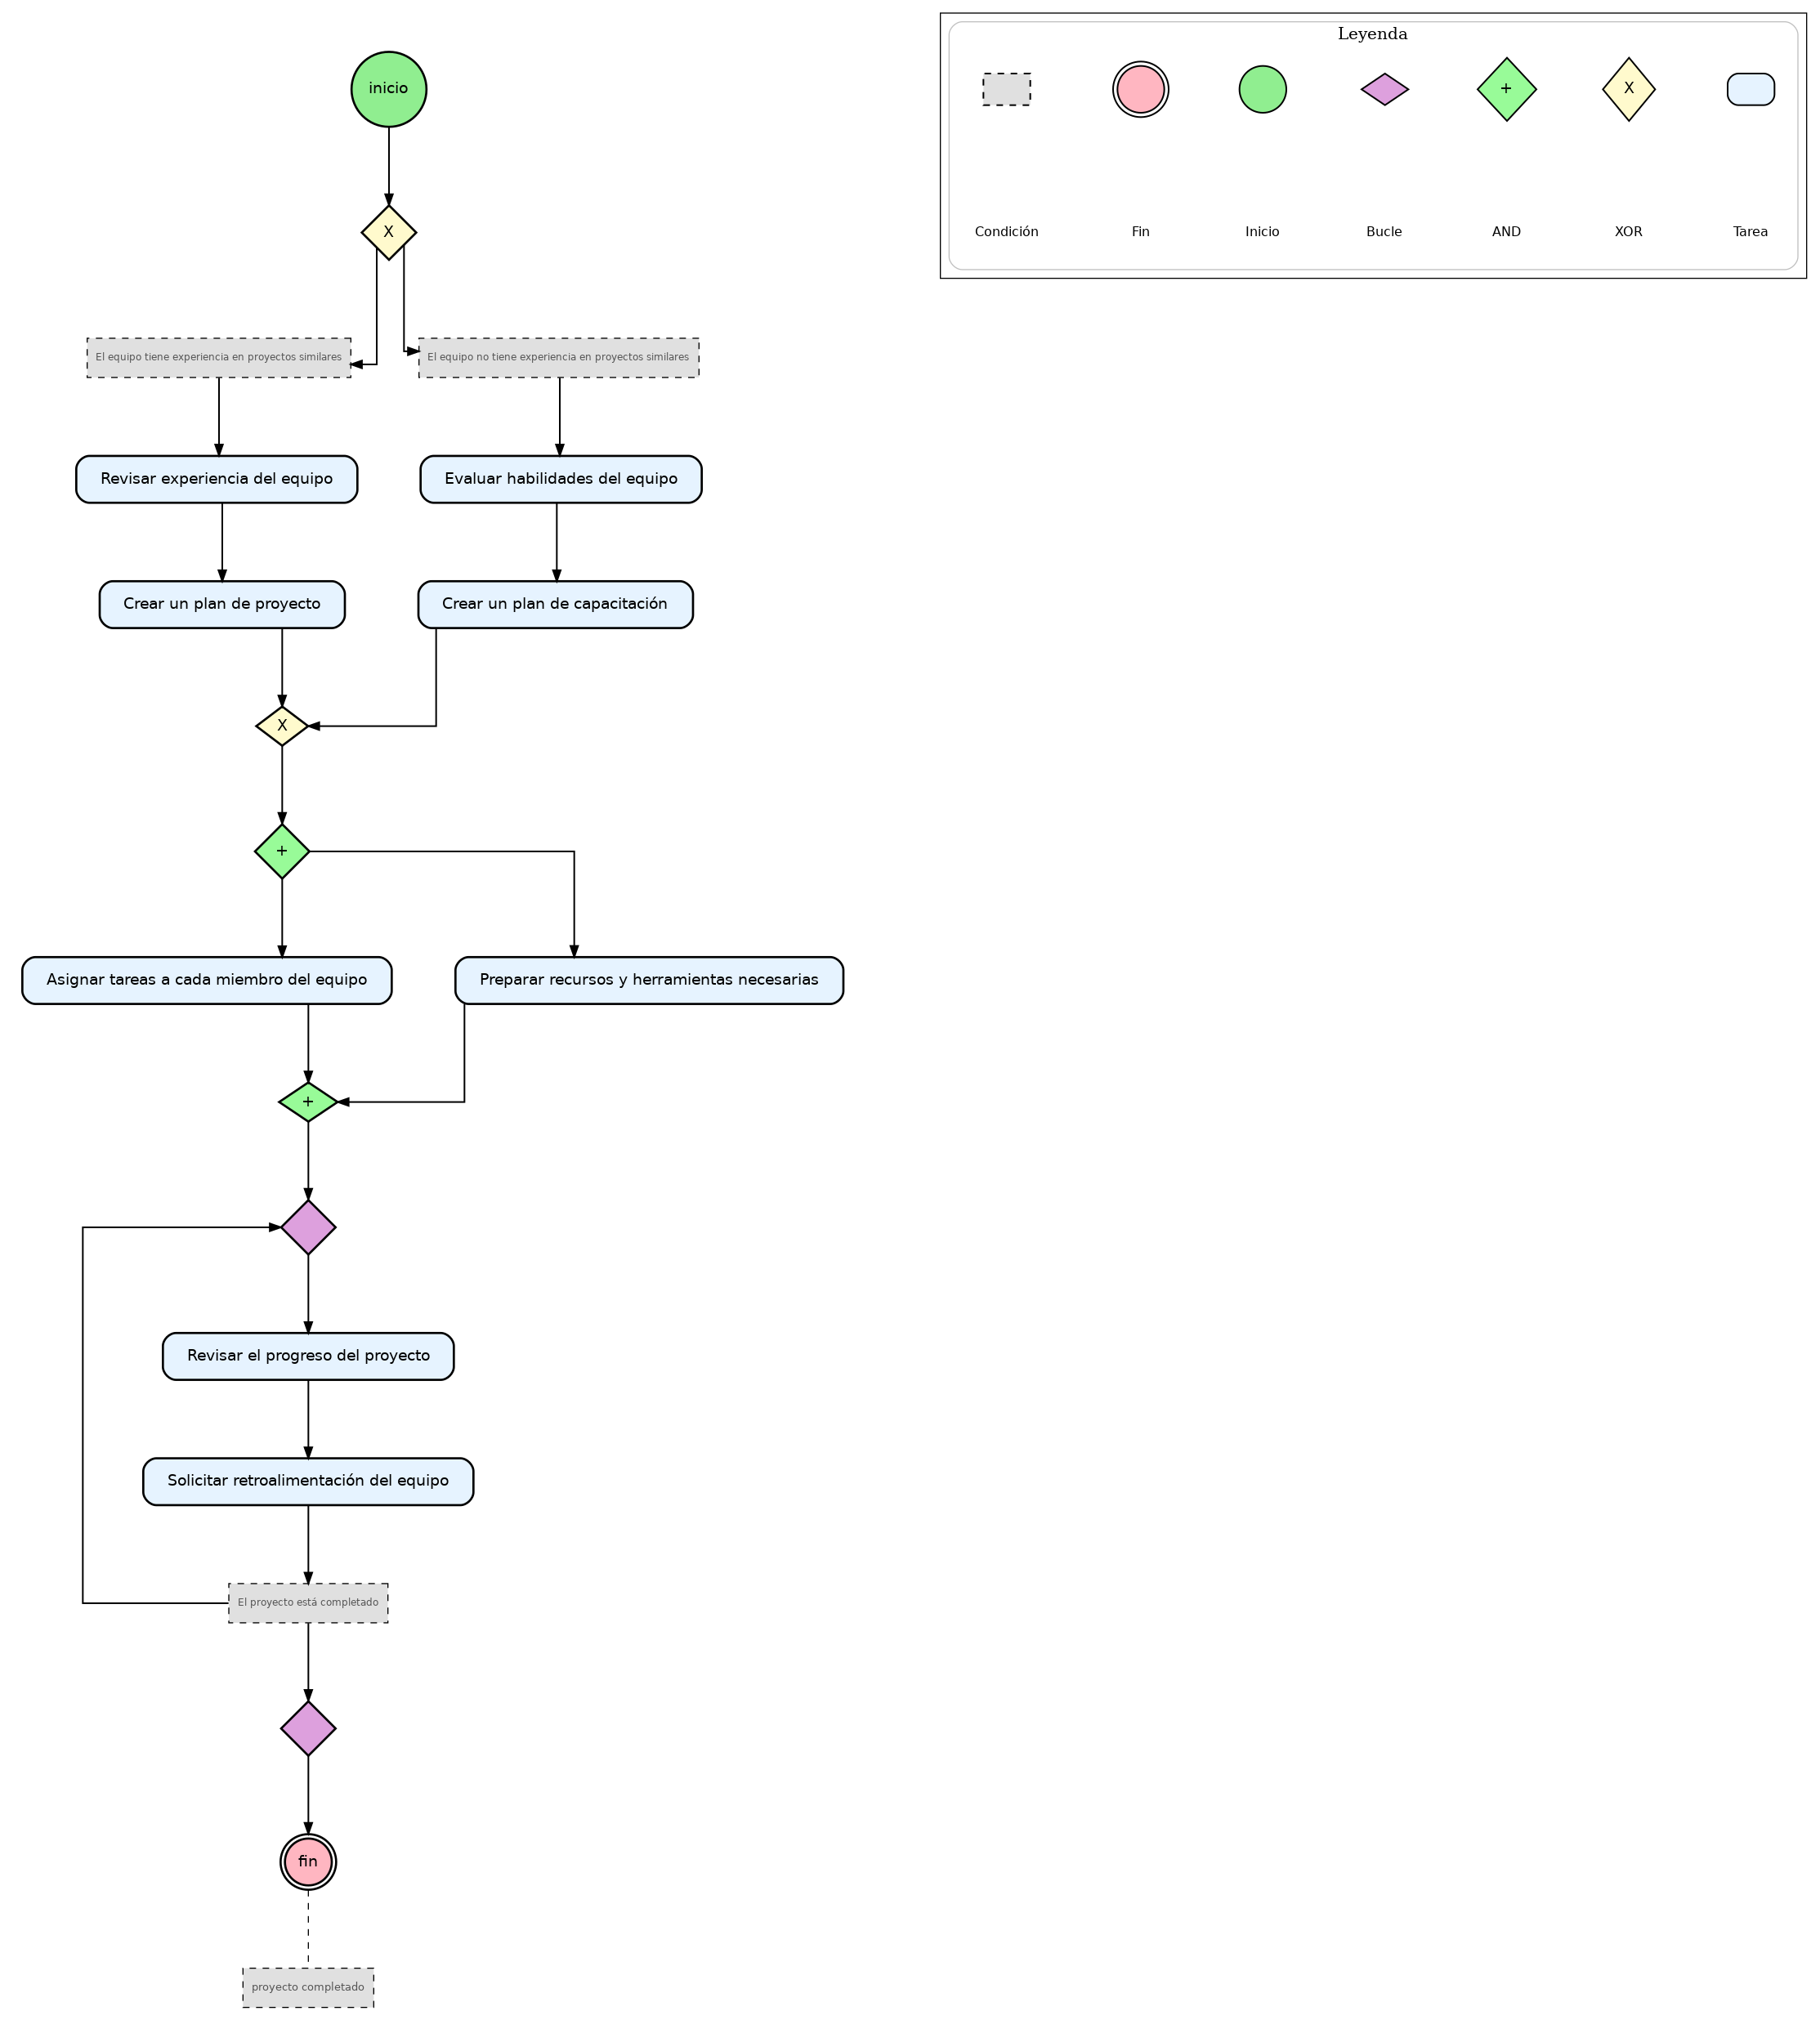 Leyenda
inicio
+
X
Condición
Fin
Inicio
Bucle
AND
XOR
Tarea
X
El equipo tiene experiencia en proyectos similares
El equipo no tiene experiencia en proyectos similares
Revisar experiencia del equipo
Evaluar habilidades del equipo
Crear un plan de proyecto
Crear un plan de capacitación
X
+
Asignar tareas a cada miembro del equipo
Preparar recursos y herramientas necesarias
+
Revisar el progreso del proyecto
Solicitar retroalimentación del equipo
El proyecto está completado
fin
proyecto completado